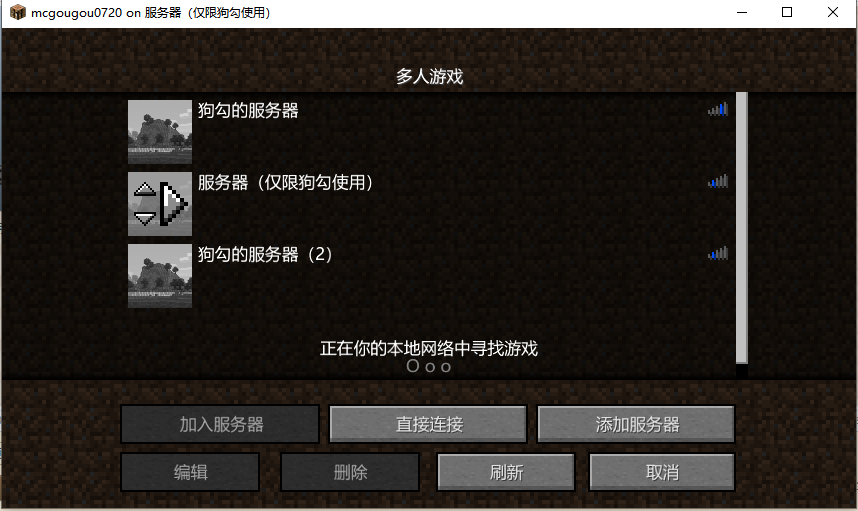 mcgougou0720 on 服务器（仅限狗勾使用）
多人游戏
狗勾的服务器
服务器（仅限狗勾使用）
狗勾的服务器（2）
正在你的本地网络中寻找游戏
O o o
加入服务器 直接连接 添加服务器
编辑 删除 刷新 取消